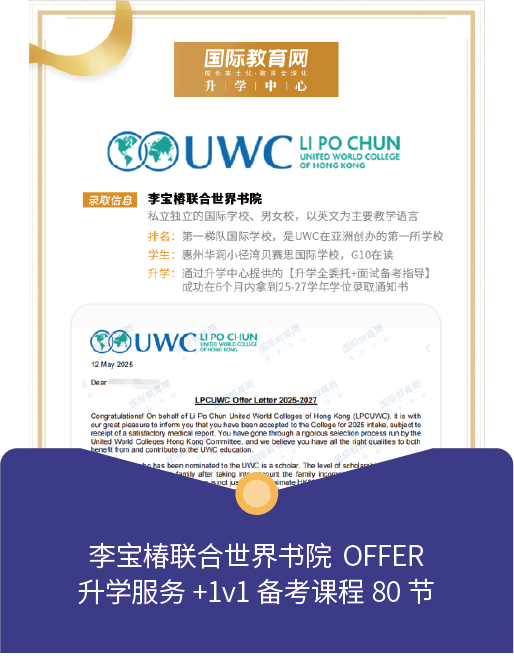 国际教育网
成长本土化·教育全球化
升 | 学 | 中 | 心
UWC LI PO CHUN
UNITED WORLD COLLEGE
OF HONG KONG
录取信息 李宝椿联合世界书院
私立独立的国际学校、男女校，以英文为主要教学语言
排名：第一梯队国际学校，是UWC在亚洲创办的第一所学校
学生：惠州华润小径湾贝赛思国际学校，G10在读
升学：通过升学中心提供的【升学全委托+面试备考指导】
成功在6个月内拿到25-27学年学位录取通知书
UWC LI PO CHUN
UNITED WORLD COLLEGE
OF HONG KONG
12 May 2025
Dear
LPCUWC Offer Letter 2025-2027
Congratulations! On behalf of Li Po Chun United World Colleges of Hong Kong (LPCUWC), it is with
our great pleasure to inform you that you have been accepted to the College for 2025 intake, subject to
receipt of a satisfactory medical report. You have gone through a rigorous selection process run by the
United World Colleges Hong Kong Committee, and we believe you have all the right qualities to both
benefit from and contribute to the UWC education.
has been nominated to the UWC is a scholar. The level of
family after taking into account the family
is not
李宝椿联合世界书院 OFFER
升学服务 +1v1 备考课程 80 节